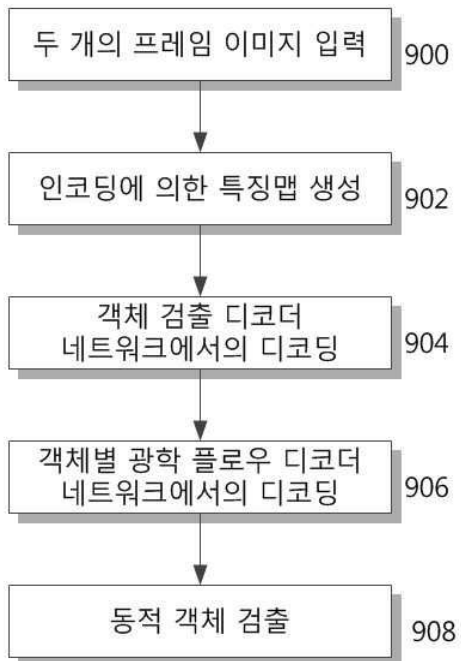 두 개의 프레임 이미지 입력
900
인코딩에 의한 특징맵 생성
902
객체 검출 디코더
네트워크에서의 디코딩
904
객체별 광학 플로우 디코더
네트워크에서의 디코딩
906
동적 객체 검출
908